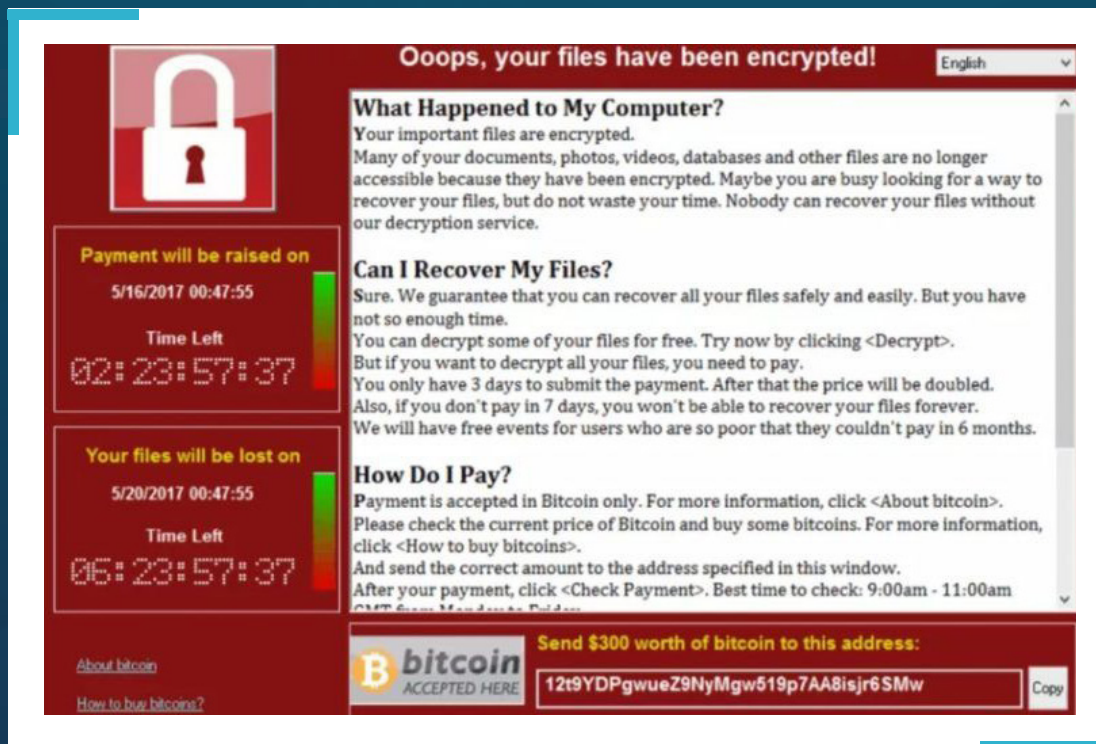 Ooops, your files have been encrypted!
English
What Happened to My Computer?
Your important files are encrypted.
Many of your documents, photos, videos, databases and other files are no longer
accessible because they have been encrypted. Maybe you are busy looking for a way to
recover your files, but do not waste your time. Nobody can recover your files without
our decryption service.
Can I Recover My Files?
Sure. We guarantee that you can recover all your files safely and easily. But you have
not so enough time.
You can decrypt some of your files for free. Try now by clicking <Decrypt>.
But if you want to decrypt all your files, you need to pay.
You only have 3 days to submit the payment. After that the price will be doubled.
Also, if you don't pay in 7 days, you won't be able to recover your files forever.
We will have free events for users who are so poor that they couldn't pay in 6 months.
How Do I Pay?
Payment is accepted in Bitcoin only. For more information, click <About bitcoin>.
Please check the current price of Bitcoin and buy some bitcoins. For more information,
click <How to buy bitcoins>.
And send the correct amount to the address specified in this window.
After your payment, click <Check Payment>. Best time to check: 9:00am - 11:00am
GMT from Monday to Friday
Payment will be raised on
5/16/2017 00:47:55
Time Left
02:23:57:37
Your files will be lost on
5/20/2017 00:47:55
Time Left
06:23:57:37
About bitcoin
How to buy bitcoins?
bitcoin
ACCEPTED HERE
Send $300 worth of bitcoin to this address:
12t9YDPgwueZ9NyMgw519p7AA8isjr6SMw
Copy